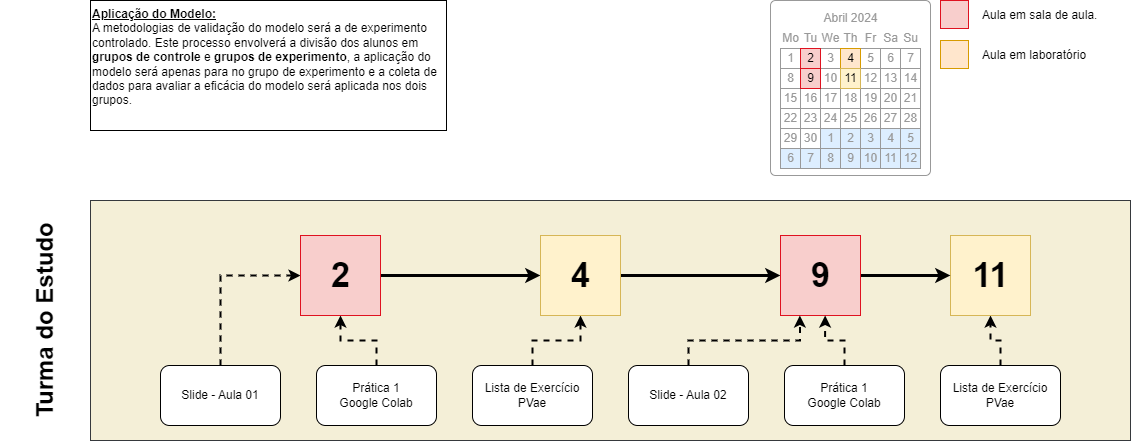 Aplicação do Modelo:
A metodologias de validação do modelo será a de experimento
controlado. Este processo envolverá a divisão dos alunos em
grupos de controle e grupos de experimento, a aplicação do
modelo será apenas para no grupo de experimento e a coleta de
dados para avaliar a eficácia do modelo será aplicada nos dois
grupos.
Abril 2024
Mo Tu We Th Fr Sa Su
1 2 3 4 5 6 7
8 9 10 11 12 13 14
15 16 17 18 19 20 21
22 23 24 25 26 27 28
29 30 1 2 3 4 5
6 7 8 9 10 11 12
Aula em sala de aula.
Aula em laboratório
Turma do Estudo
2
4
9
11
Slide - Aula 01
Prática 1
Google Colab
Lista de Exercício
PVae
Slide - Aula 02
Prática 1
Google Colab
Lista de Exercício
PVae